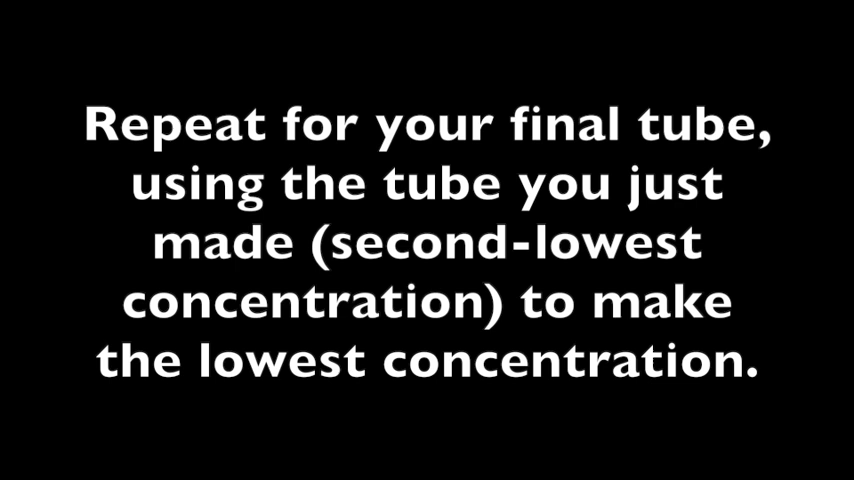 Repeat for your final tube,
using the tube you just
made (second-lowest
concentration) to make
the lowest concentration.